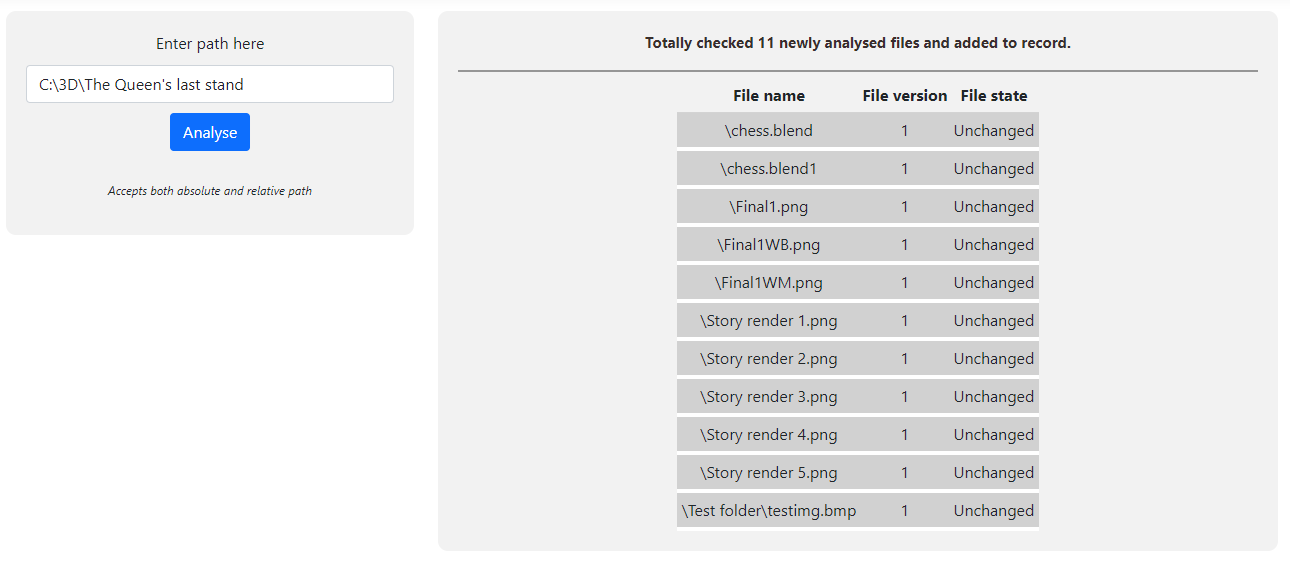 Enter path here
C:\3D\The Queen's last stand
Analyse
Accepts both absolute and relative path
Totally checked 11 newly analysed files and added to record.
File name File version File state
\chess.blend 1 Unchanged
\chess.blend1 1 Unchanged
\Final1.png 1 Unchanged
\Final1WB.png 1 Unchanged
\Final1WM.png 1 Unchanged
\Story render 1.png 1 Unchanged
\Story render 2.png 1 Unchanged
\Story render 3.png 1 Unchanged
\Story render 4.png 1 Unchanged
\Story render 5.png 1 Unchanged
\Test folder\testimg.bmp 1 Unchanged